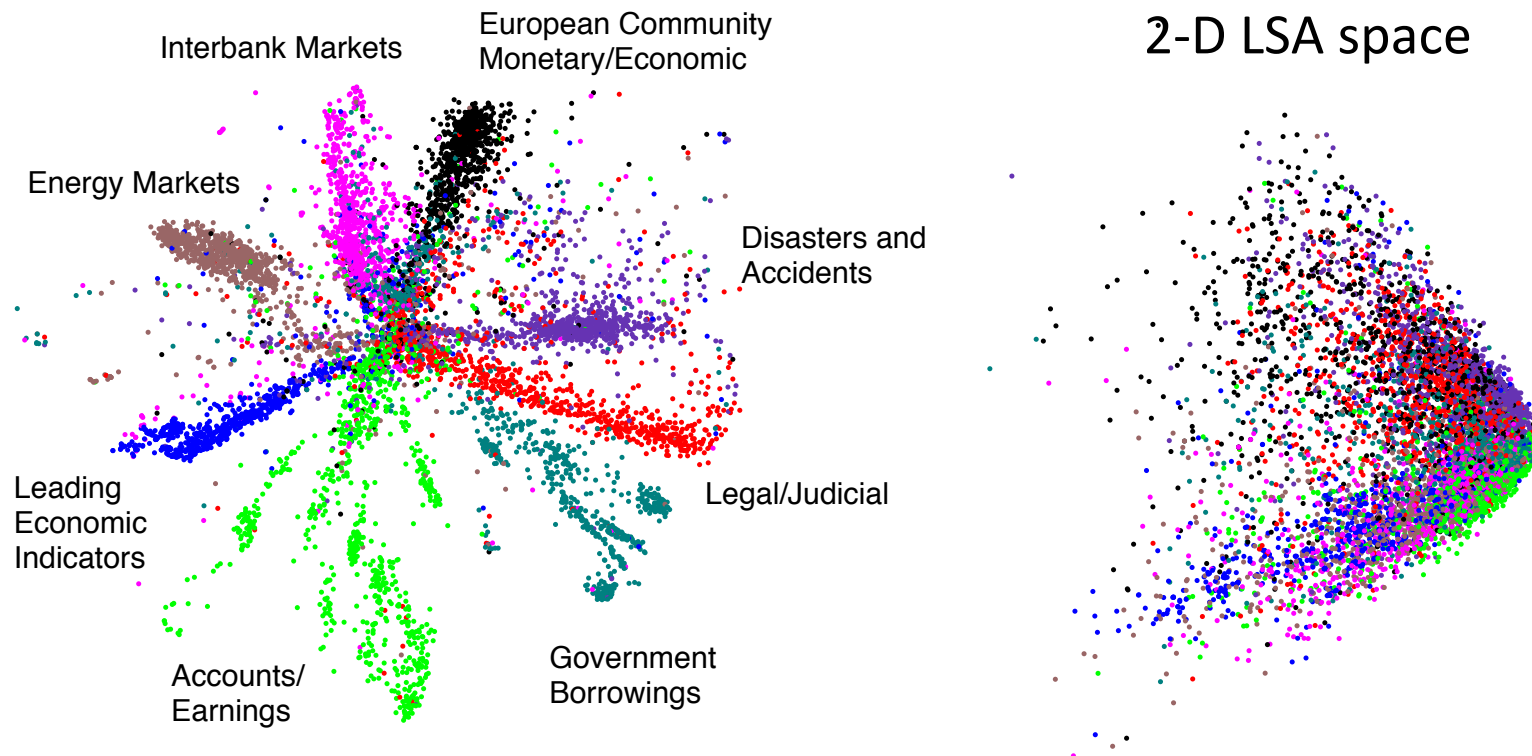 European Community
Monetary/Economic
2-D LSA space
Interbank Markets
Energy Markets
Disasters and
Accidents
Leading
Economic
Indicators
Legal/Judicial
Accounts/
Earnings
Government
Borrowings